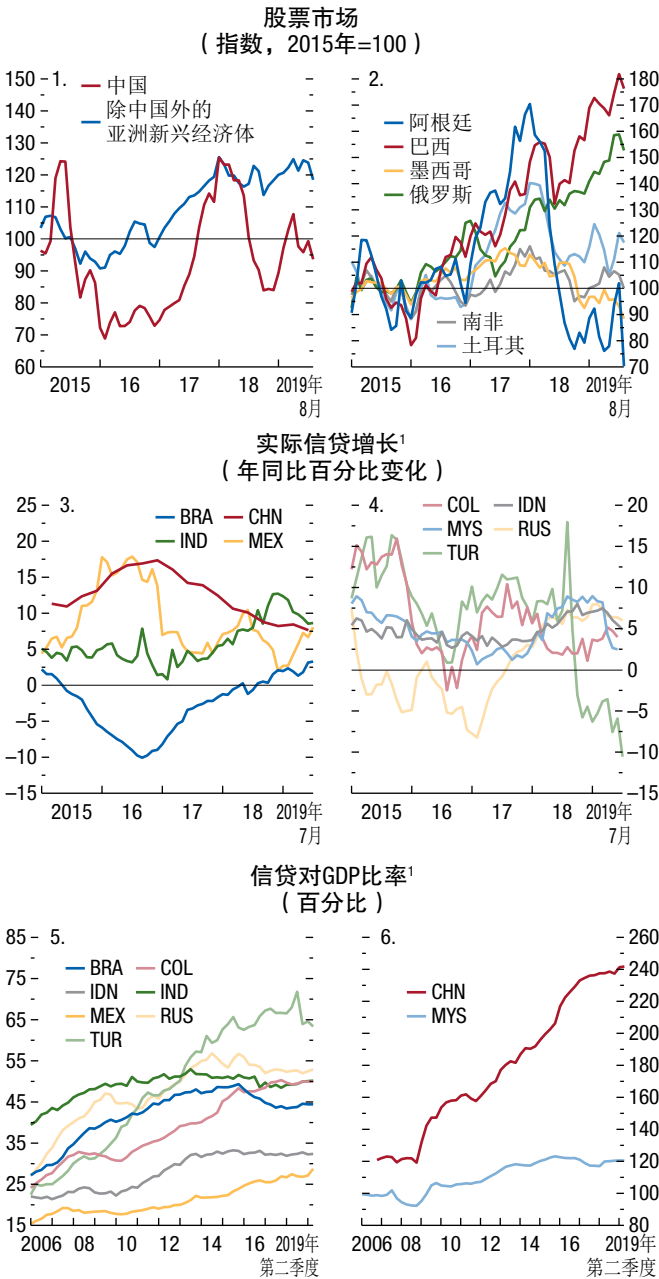 股票市场
（指数，2015年=100）
150
140
130
120
110
100
90
80
70
60
1.
中国
除中国外的
亚洲新兴经济体
2015
16
17
18
2019年
8月
2.
阿根廷
巴西
墨西哥
俄罗斯
南非
土耳其
180
170
160
150
140
130
120
110
100
90
80
70
2015
16
17
18
2019年
8月
实际信贷增长1
（年同比百分比变化）
25
20
15
10
5
0
–5
–10
–15
3.
BRA
CHN
IND
MEX
2015
16
17
18
2019年
7月
4.
COL
IDN
MYS
RUS
TUR
20
15
10
5
0
–5
–10
–15
2015
16
17
18
2019年
7月
信贷对GDP比率1
（百分比）
85
75
65
55
45
35
25
15
5.
BRA
COL
IDN
IND
MEX
RUS
TUR
2006
08
10
12
14
16
2019年
第二季度
6.
CHN
MYS
260
240
220
200
180
160
140
120
100
80
2006
08
10
12
14
16
2019年
第二季度